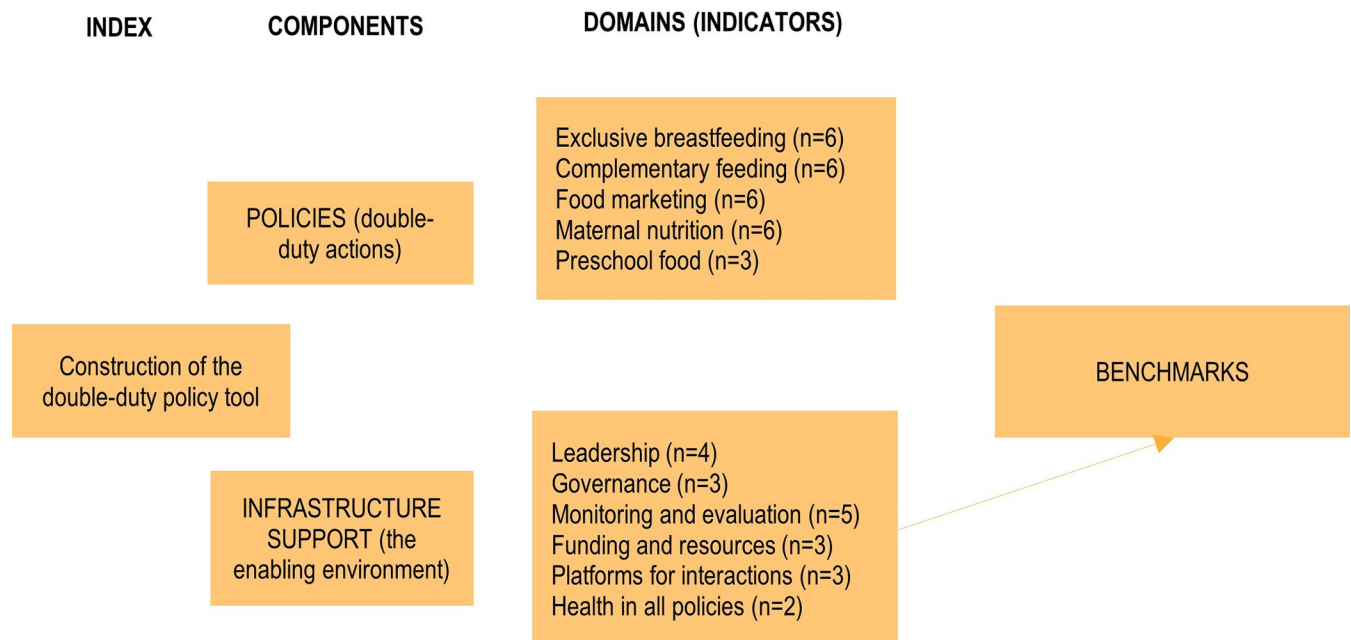 INDEX
COMPONENTS
DOMAINS (INDICATORS)
Exclusive breastfeeding (n=6)
Complementary feeding (n=6)
Food marketing (n=6)
Maternal nutrition (n=6)
Preschool food (n=3)
POLICIES (double-
duty actions)
Construction of the
double-duty policy tool
BENCHMARKS
INFRASTRUCTURE
SUPPORT (the
enabling environment)
Leadership (n=4)
Governance (n=3)
Monitoring and evaluation (n=5)
Funding and resources (n=3)
Platforms for interactions (n=3)
Health in all policies (n=2)